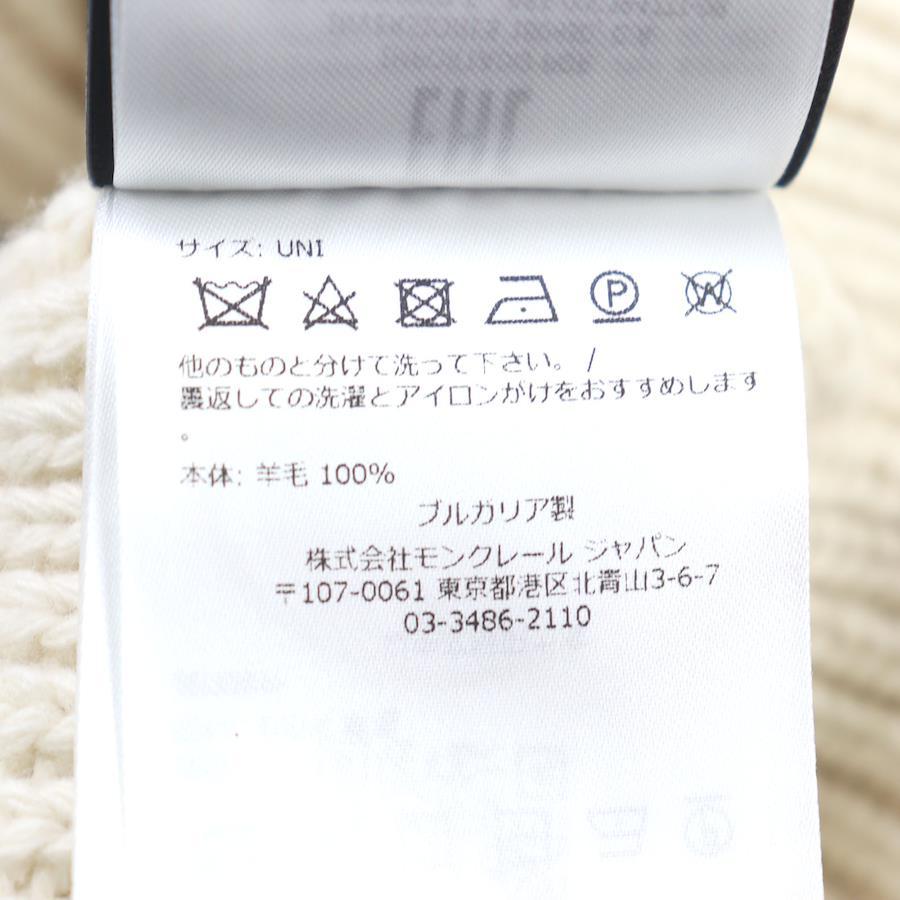 サイズ: UNI
P
W
他のものと分けて洗って下さい。 /
裏返しての洗濯とアイロンがけをおすすめします
。
本体: 羊毛 100%
ブルガリア製
株式会社モンクレール ジャパン
〒107-0061 東京都港区北青山3-6-7
03-3486-2110